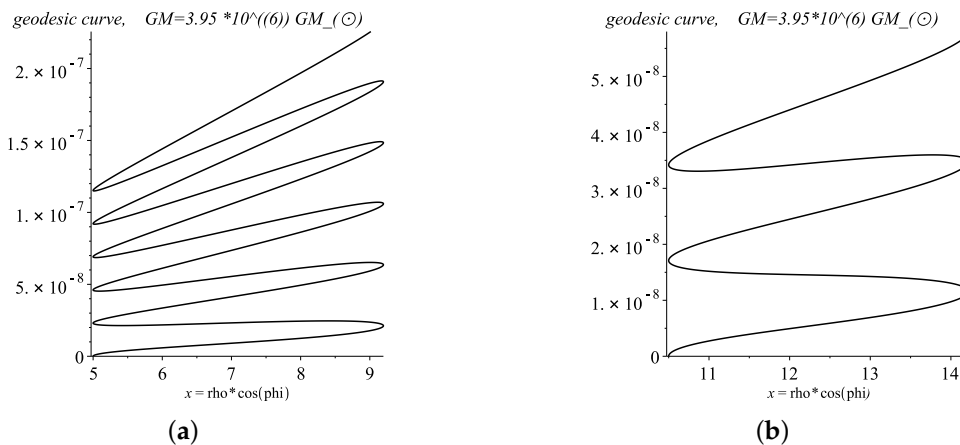 geodesic curve, GM=3.95 *10^((6)) GM_(⊙)
2. × 10⁻⁷
1.5 × 10⁻⁷
1. × 10⁻⁷
5. × 10⁻⁸
0
5 6 7 8 9
x = rho* cos(phi)
(a)
geodesic curve, GM=3.95*10^(6) GM_(⊙)
5. × 10⁻⁸
4. × 10⁻⁸
3. × 10⁻⁸
2. × 10⁻⁸
1. × 10⁻⁸
0
11 12 13 14
x = rho* cos(phi)
(b)